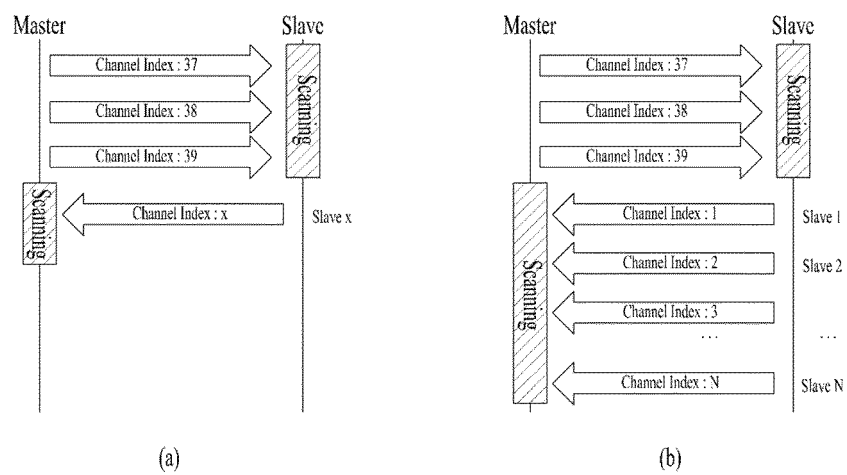 Master
Slave
Channel Index : 37
Channel Index : 38
Channel Index : 39
Scanning
Scanning
Channel Index : x
Slave x
(a)
Master
Slave
Channel Index : 37
Channel Index : 38
Channel Index : 39
Scanning
Scanning
Channel Index : 1
Slave 1
Channel Index : 2
Slave 2
Channel Index : 3
... ...
Channel Index : N
Slave N
(b)